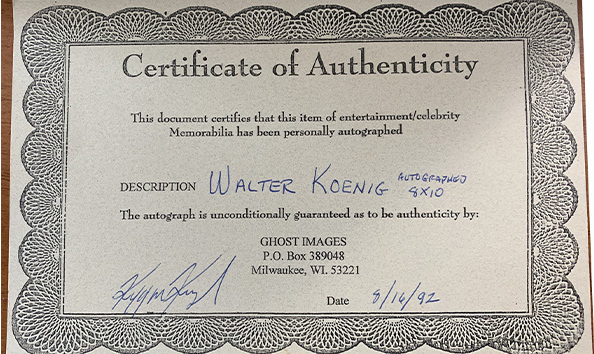 Certificate of Authenticity
This document certifies that this item of entertainment/celebrity
Memorabilia has been personally autographed
DESCRIPTION WALTER KOENIG AUTOGRAPHED 8X10
The autograph is unconditionally guaranteed as to be authenticity by:
GHOST IMAGES
P.O. Box 389048
Milwaukee, WI. 53221
Date 8/16/92